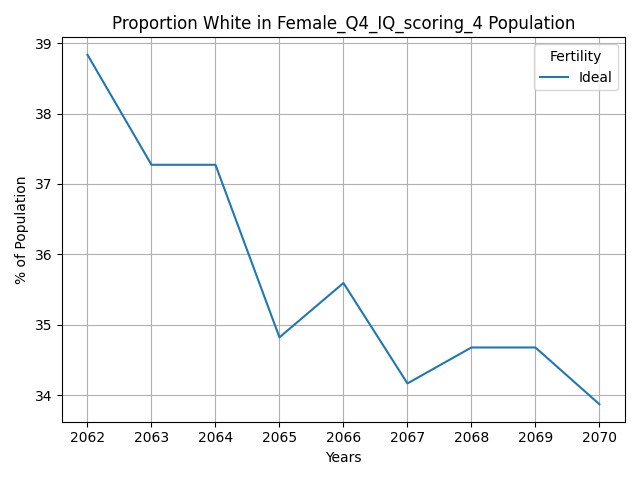 Proportion White in Female_Q4_IQ_scoring_4 Population
Fertility
Ideal
% of Population
39
38
37
36
35
34
2062 2063 2064 2065 2066 2067 2068 2069 2070
Years